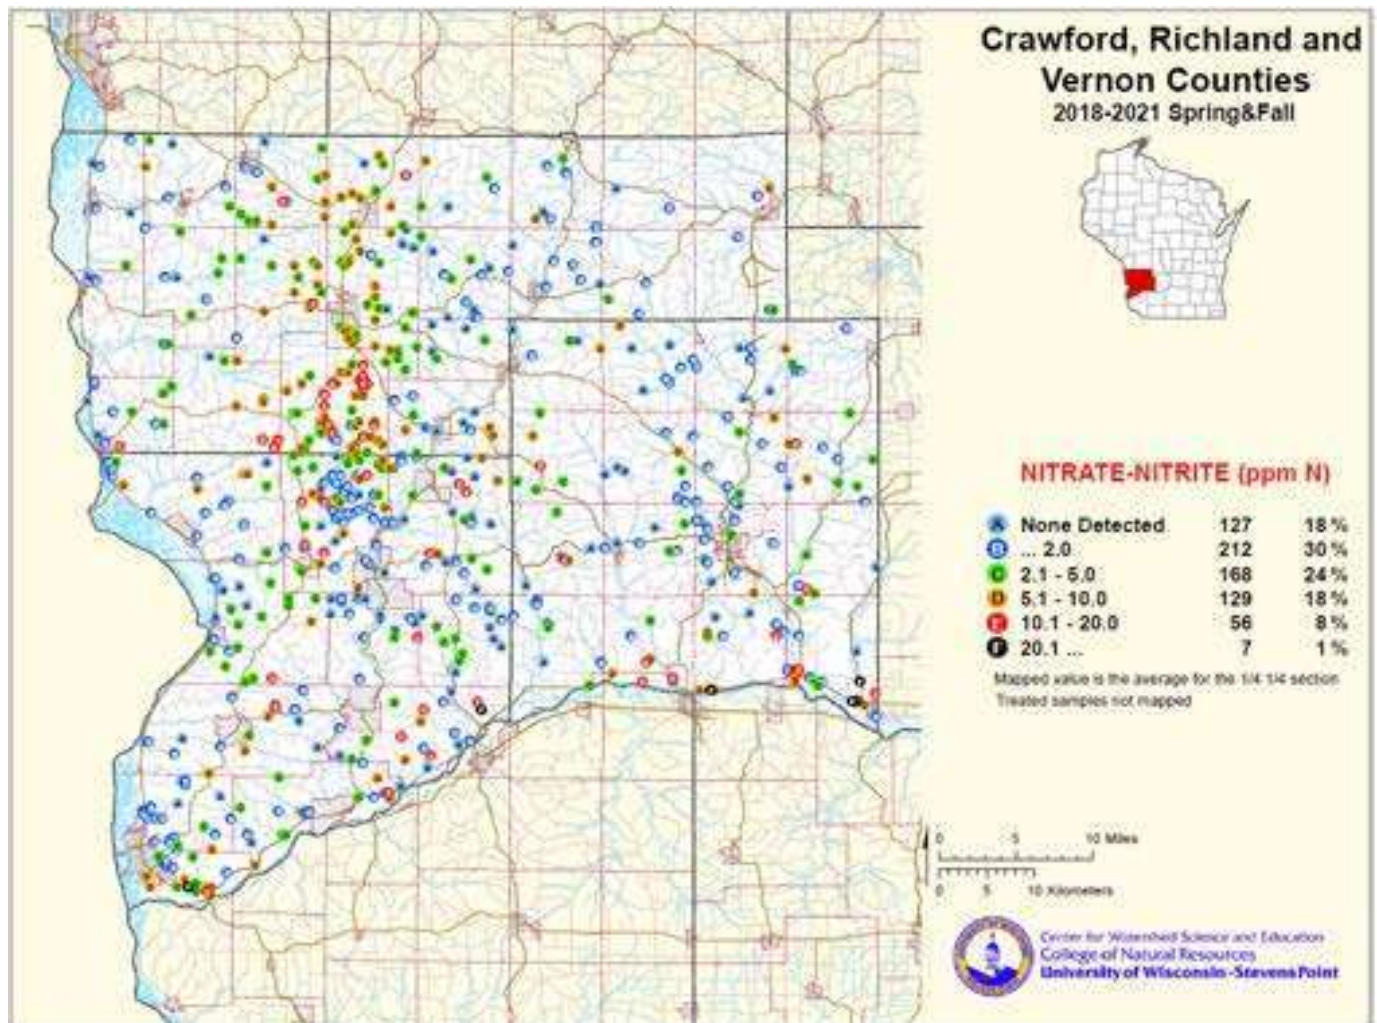 Crawford, Richland and
Vernon Counties
2018-2021 Spring&Fall
NITRATE-NITRITE (ppm N)
A None Detected 127 18 %
B ... 2.0 212 30 %
C 2.1 - 5.0 168 24 %
D 5.1 - 10.0 129 18 %
E 10.1 - 20.0 56 8 %
F 20.1 ... 7 1 %
Mapped value is the average for the 1/4 1/4 section
Treated samples not mapped
0 5 10 Miles
0 5 10 Kilometers
Center for Watershed Science and Education
College of Natural Resources
University of Wisconsin-Stevens Point